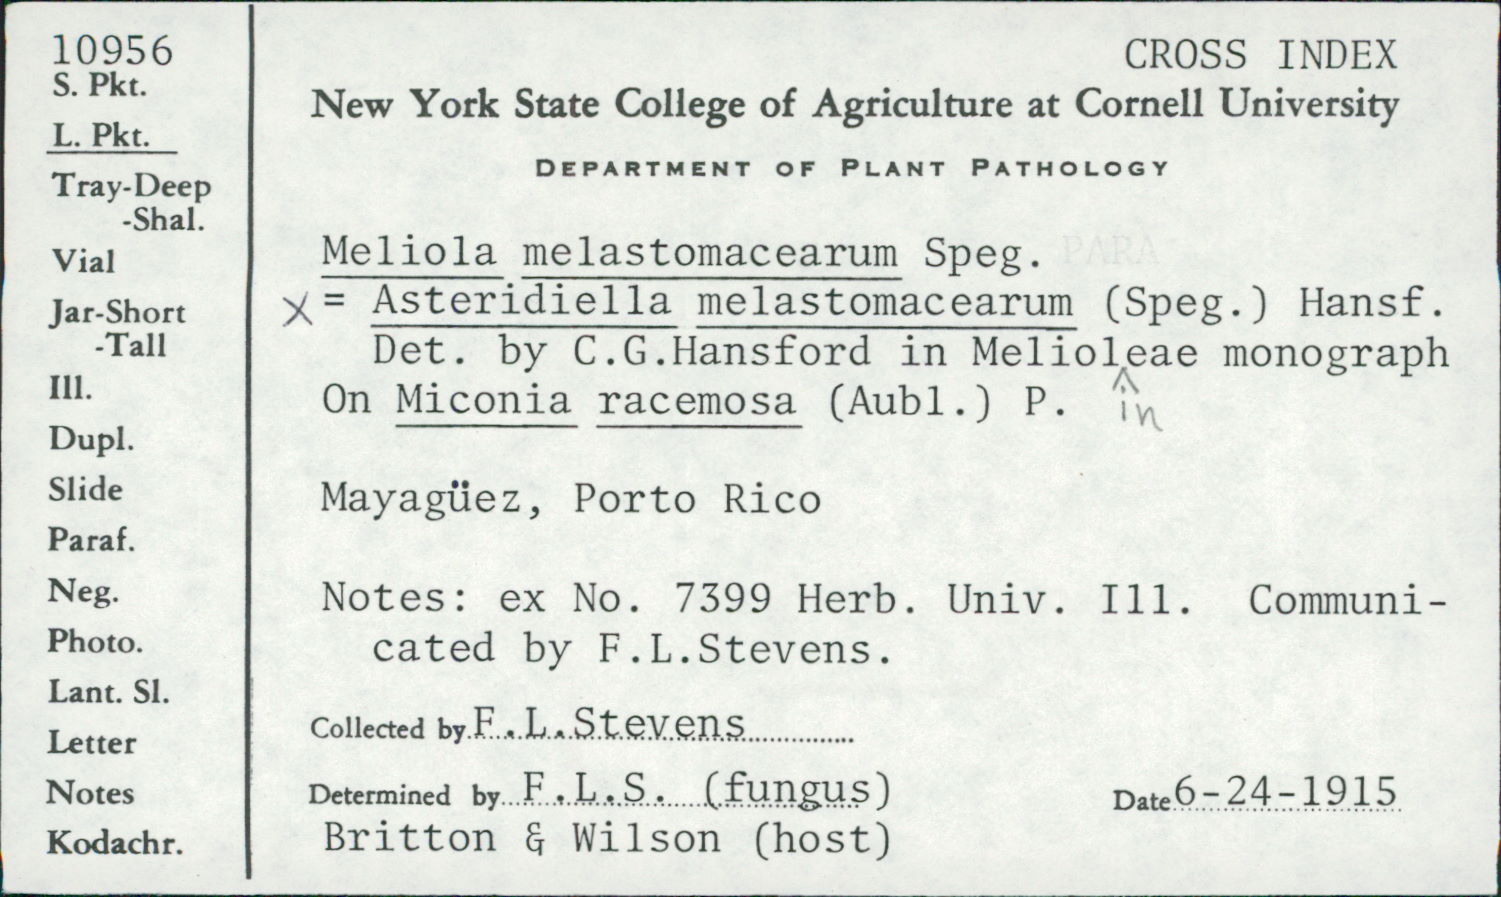 10956
S. Pkt.
L. Pkt.
Tray-Deep
-Shal.
Vial
Jar-Short
-Tall
Ill.
Dupl.
Slide
Paraf.
Neg.
Photo.
Lant. Sl.
Letter
Notes
Kodachr.
CROSS INDEX
New York State College of Agriculture at Cornell University
DEPARTMENT OF PLANT PATHOLOGY
Meliola melastomacearum Speg. PARA
x = Asteridiella melastomacearum (Speg.) Hansf.
Det. by C.G.Hansford in Melioleae monograph
in
On Miconia racemosa (Aubl.) P.
Mayagüez, Porto Rico
Notes: ex No. 7399 Herb. Univ. Ill. Communi-
cated by F.L.Stevens.
Collected by F.L.Stevens
Determined by F.L.S. (fungus)
Date 6-24-1915
Britton & Wilson (host)